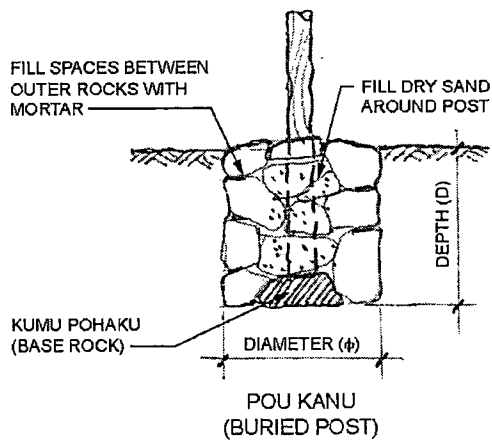 FILL SPACES BETWEEN
OUTER ROCKS WITH
MORTAR
FILL DRY SAND
AROUND POST
DEPTH (D)
KUMU POHAKU
(BASE ROCK)
DIAMETER (ϕ)
POU KANU
(BURIED POST)